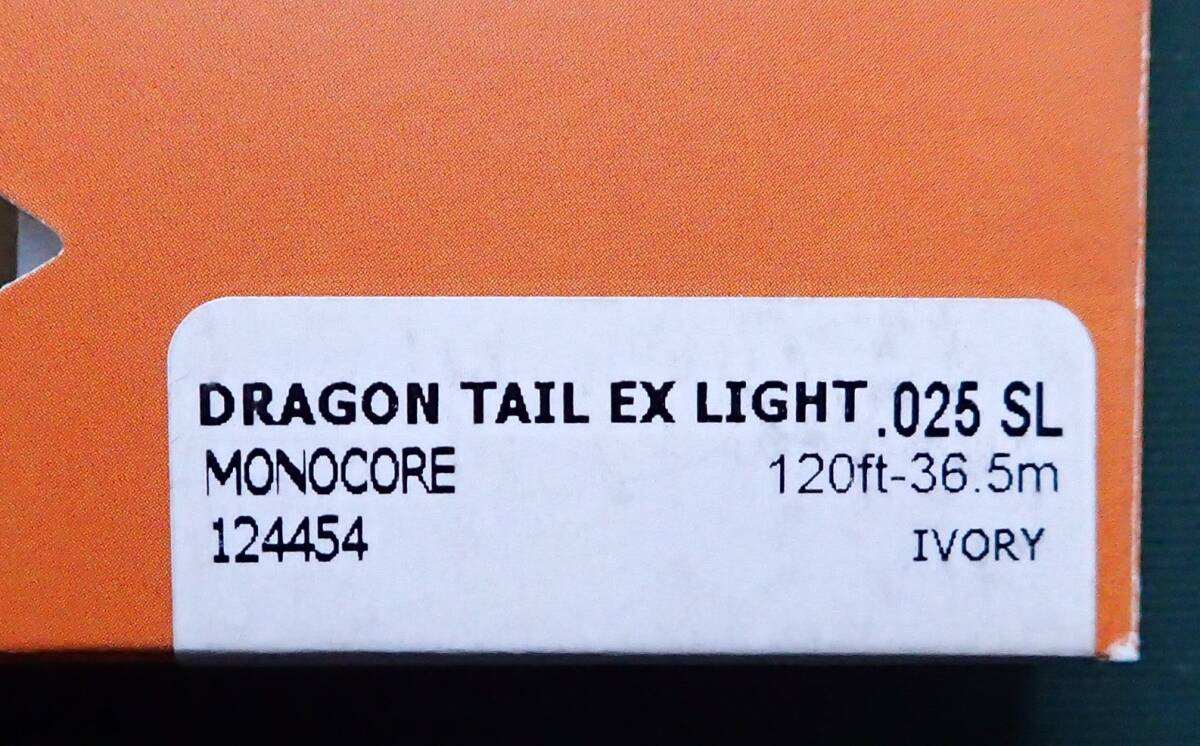 DRAGON TAIL EX LIGHT .025 SL
MONOCORE 120ft-36.5m
124454 IVORY